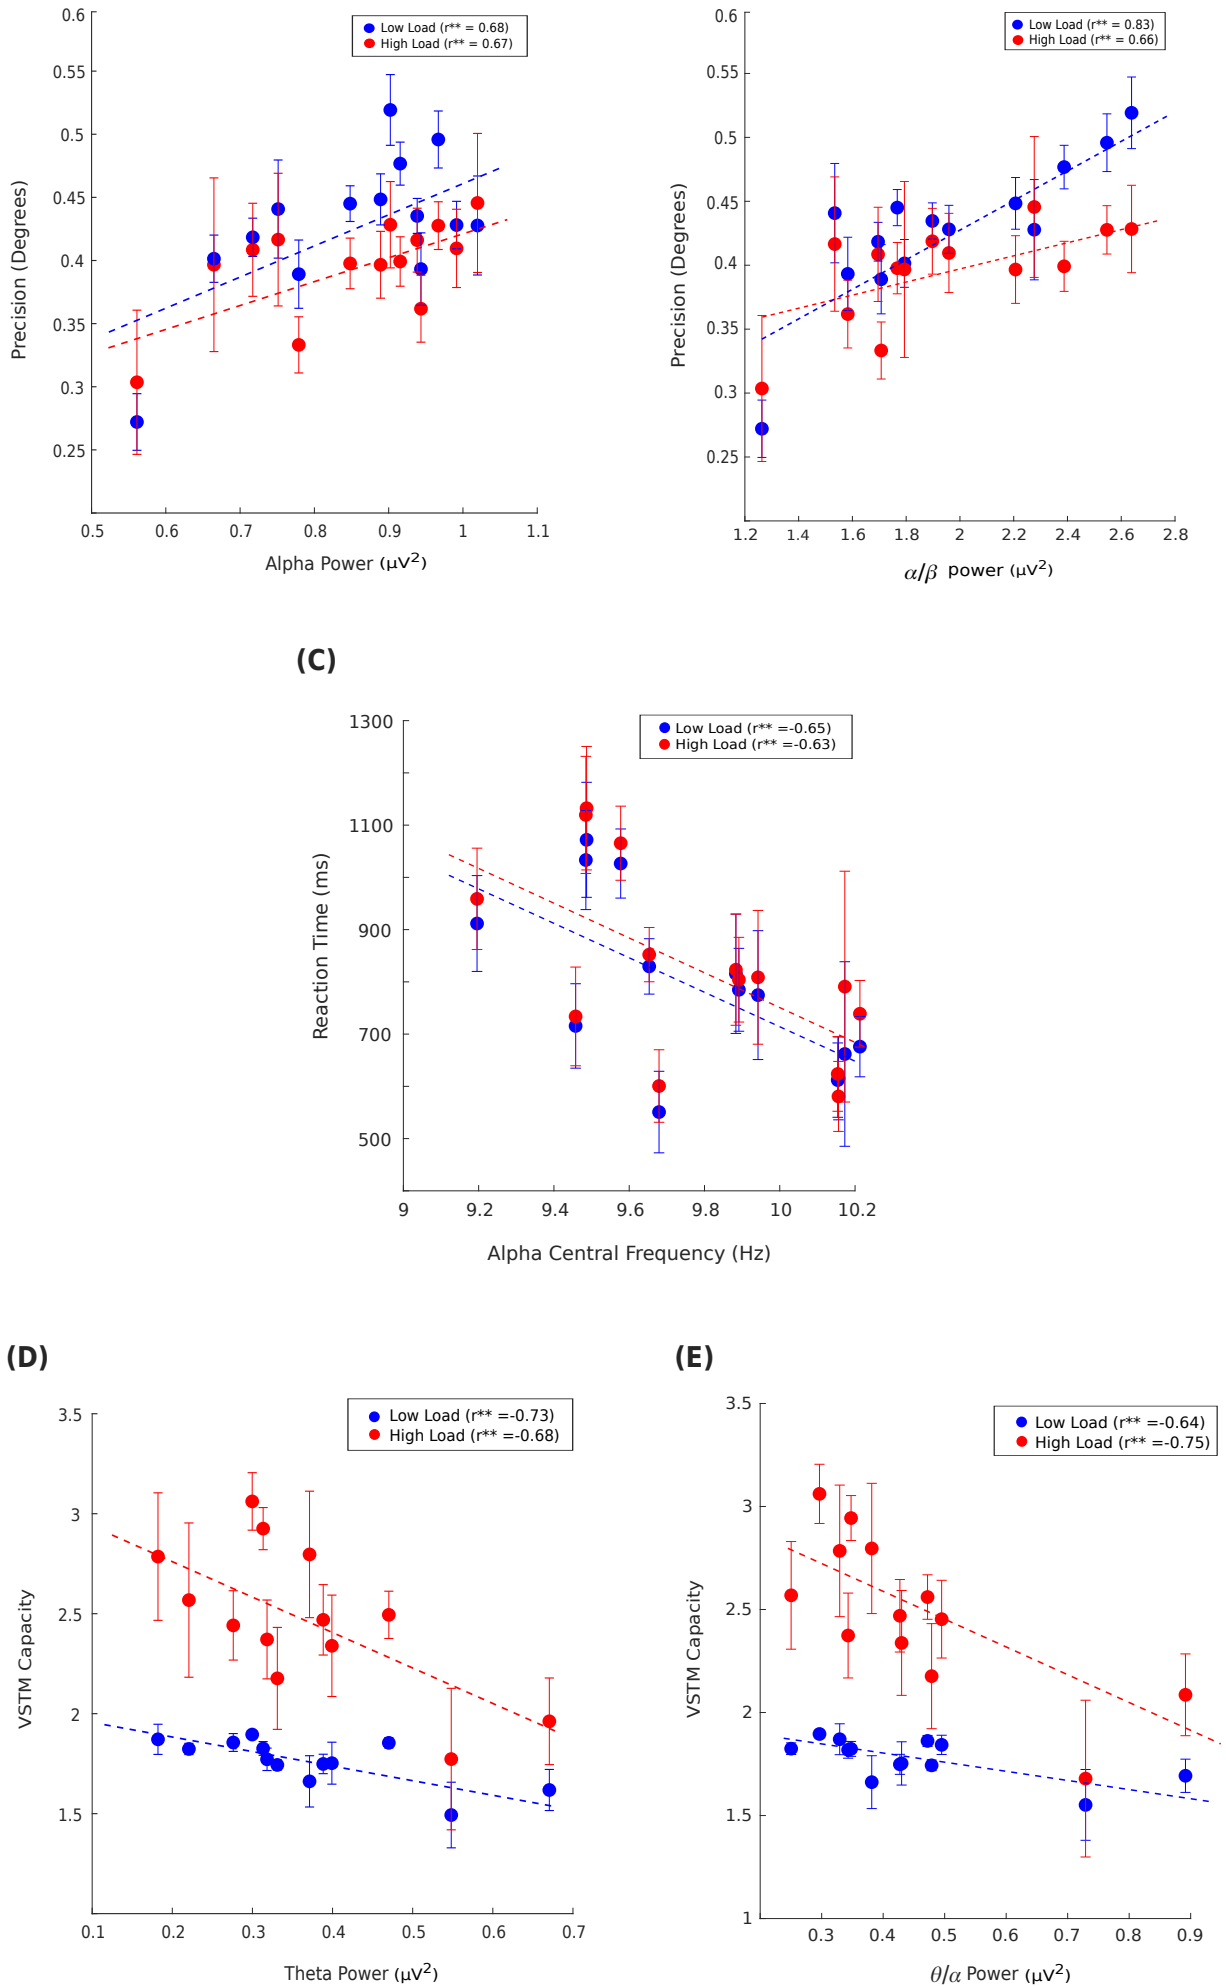 0.6
0.55
0.5
0.45
0.4
0.35
0.3
0.25
Precision (Degrees)
Low Load (r** = 0.68)
High Load (r** = 0.67)
0.5 0.6 0.7 0.8 0.9 1 1.1
Alpha Power (μV²)
0.6
0.55
0.5
0.45
0.4
0.35
0.3
0.25
Precision (Degrees)
Low Load (r** = 0.83)
High Load (r** = 0.66)
1.2 1.4 1.6 1.8 2 2.2 2.4 2.6 2.8
α/β power (μV²)
(C)
1300
1100
900
700
500
Reaction Time (ms)
Low Load (r** =-0.65)
High Load (r** =-0.63)
9 9.2 9.4 9.6 9.8 10 10.2
Alpha Central Frequency (Hz)
(D)
3.5
3
2.5
2
1.5
VSTM Capacity
Low Load (r** =-0.73)
High Load (r** =-0.68)
0.1 0.2 0.3 0.4 0.5 0.6 0.7
Theta Power (μV²)
(E)
3.5
3
2.5
2
1.5
1
VSTM Capacity
Low Load (r** =-0.64)
High Load (r** =-0.75)
0.3 0.4 0.5 0.6 0.7 0.8 0.9
θ/α Power (μV²)